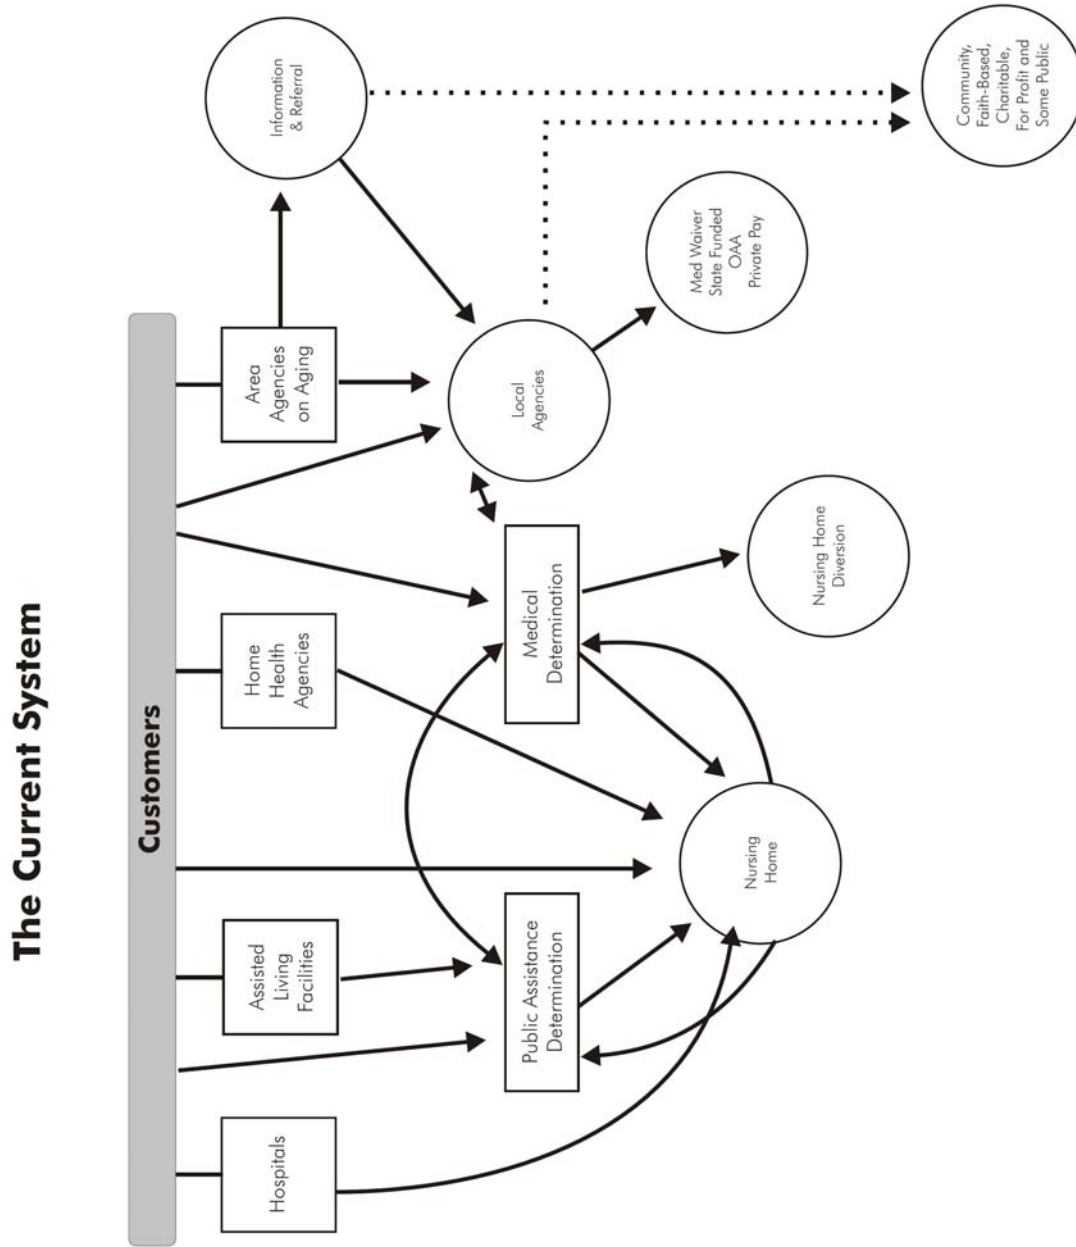 The Current System
Customers
Hospitals
Assisted
Living
Facilities
Home
Health
Agencies
Area
Agencies
on Aging
Information
& Referral
Public Assistance
Determination
Medical
Determination
Local
Agencies
Nursing
Home
Nursing Home
Diversion
Med Waiver
State Funded
OAA
Private Pay
Community,
Faith-Based,
Charitable,
For Profit and
Some Public